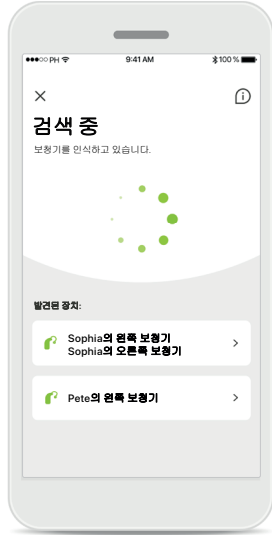 ●●●○○ PH 9:41 AM 100 %
검색 중
보청기를 인식하고 있습니다.
발견된 장치:
Sophia의 왼쪽 보청기
Sophia의 오른쪽 보청기
Pete의 왼쪽 보청기